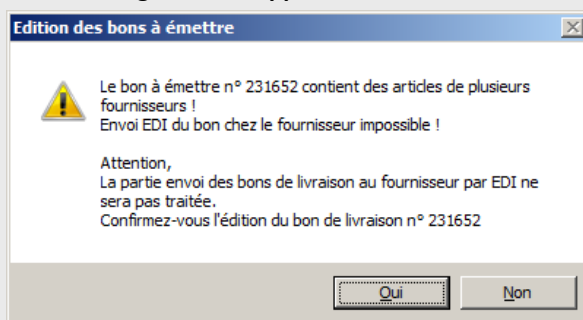 Edition des bons à émettre
Le bon à émettre n° 231652 contient des articles de plusieurs
fournisseurs !
Envoi EDI du bon chez le fournisseur impossible !
Attention,
La partie envoi des bons de livraison au fournisseur par EDI ne
sera pas traitée.
Confirmez-vous l'édition du bon de livraison n° 231652
Oui
Non